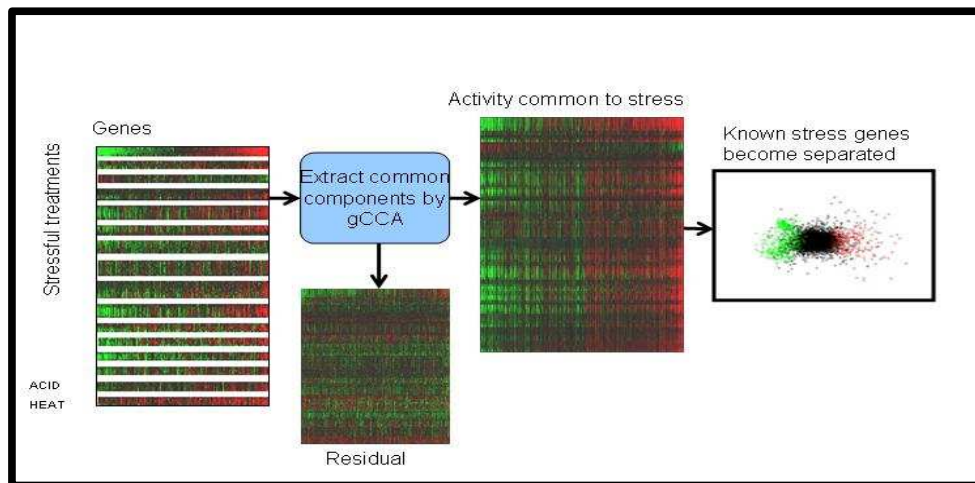 Genes
Stressful treatments
ACID
HEAT
Extract common
components by
gCCA
Residual
Activity common to stress
Known stress genes
become separated